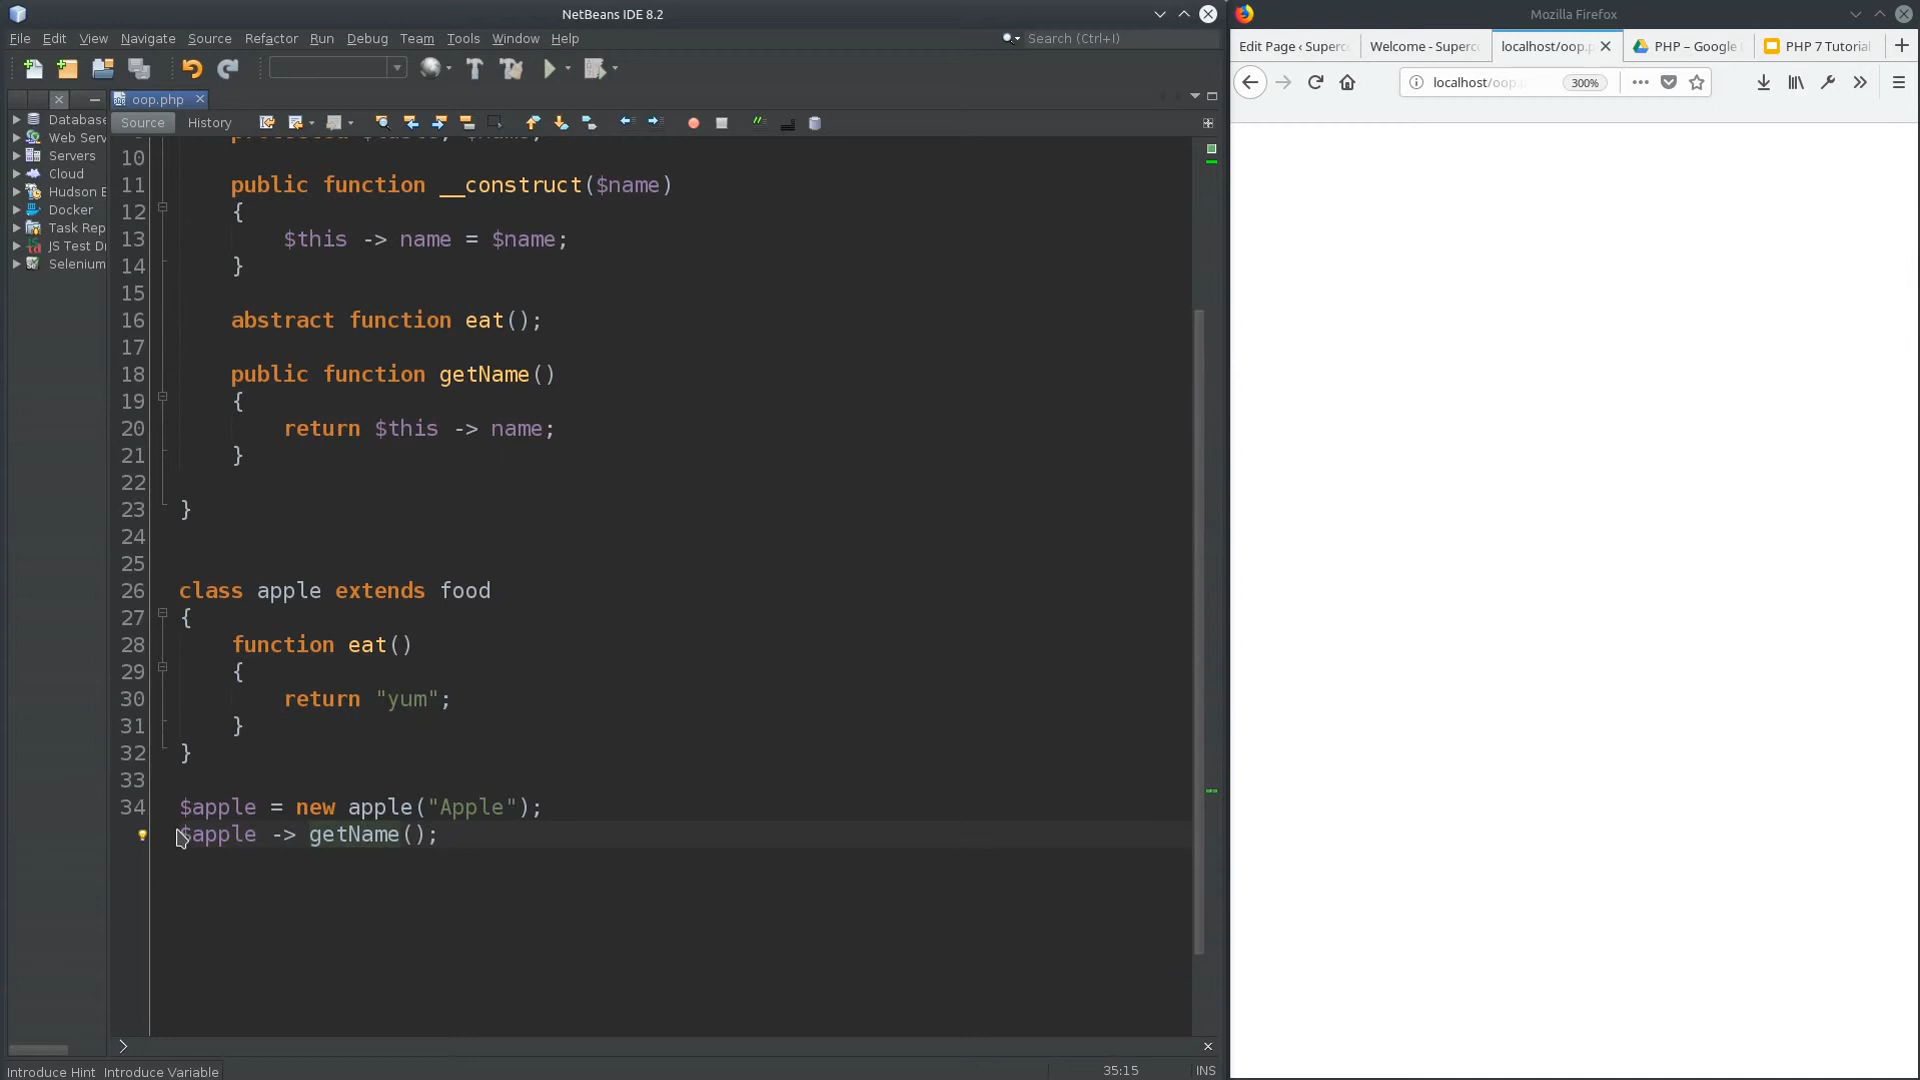 NetBeans IDE 8.2
File Edit View Navigate Source Refactor Run Debug Team Tools Window Help
Search (Ctrl+I)
oop.php
Source History
Database
Web Serv
Servers
Cloud
Hudson B
Docker
Task Rep
JS Test Dr
Selenium
10
11 public function __construct($name)
12 {
13 $this -> name = $name;
14 }
15
16 abstract function eat();
17
18 public function getName()
19 {
20 return $this -> name;
21 }
22
23 }
24
25
26 class apple extends food
27 {
28 function eat()
29 {
30 return "yum";
31 }
32 }
33
34 $apple = new apple("Apple");
$apple -> getName();
Introduce Hint Introduce Variable
35:15 INS
Mozilla Firefox
Edit Page ‹ Superc
Welcome - Superc
localhost/oop.p
PHP – Google
PHP 7 Tutorial
localhost/oop.p
300%